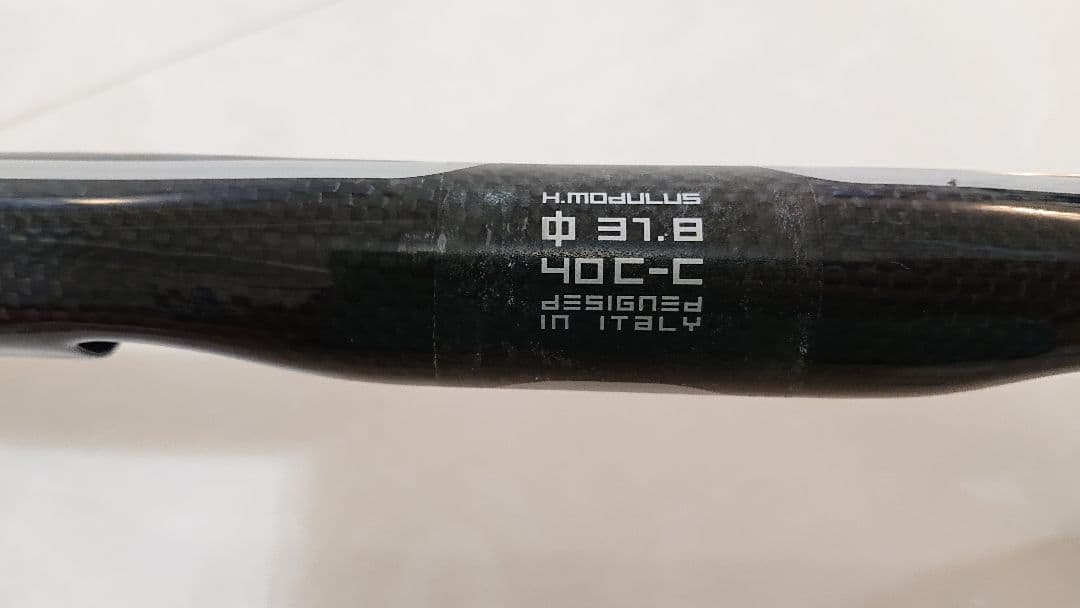 H.MODULUS
Φ 31.8
40C-C
DESIGNED
IN ITALY